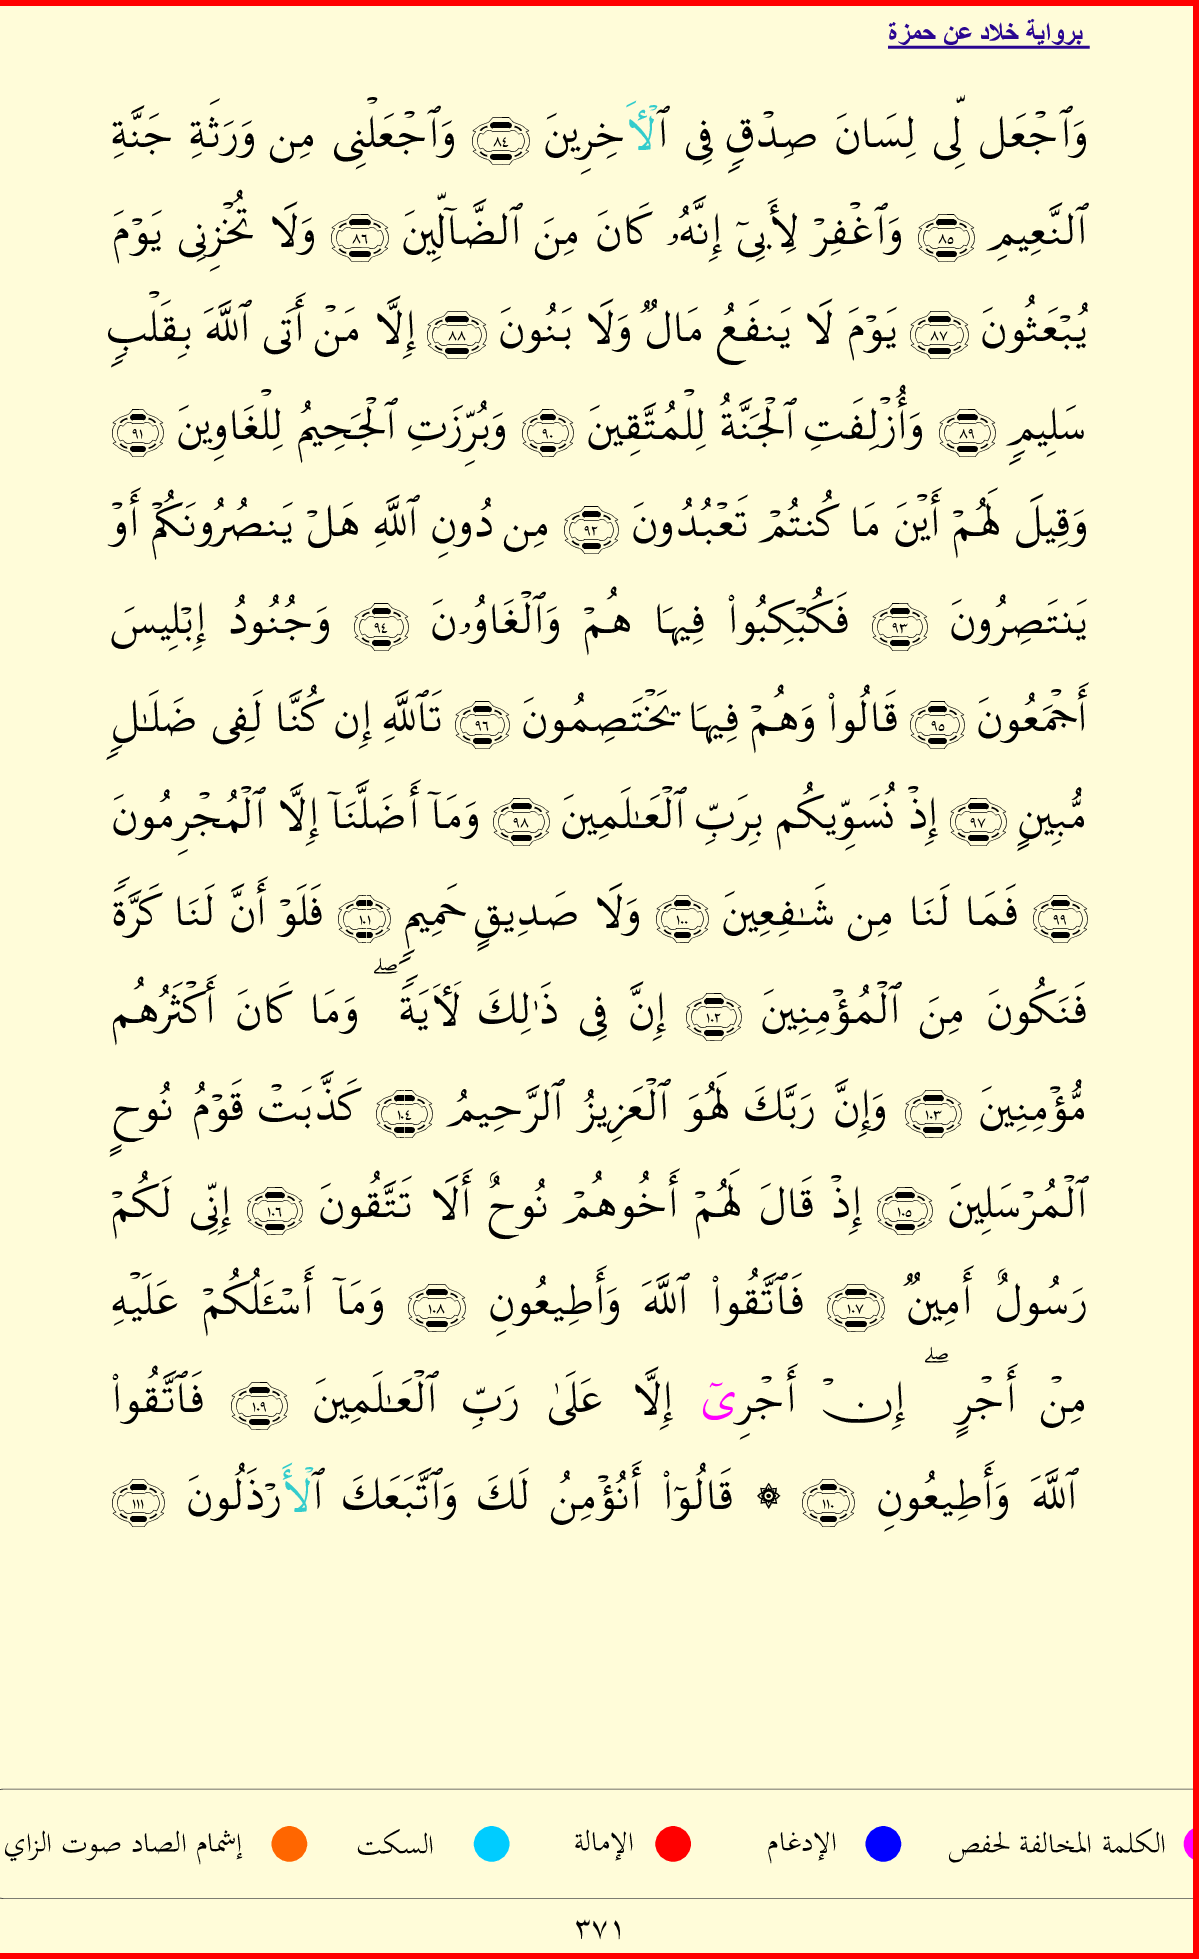 برواية خلاد عن حمزة
وَٱجْعَل لِّى لِسَانَ صِدْقٍ فِى ٱلْأَخِرِينَ ٨٤ وَٱجْعَلْنِى مِن وَرَثَةِ جَنَّةِ
ٱلنَّعِيمِ ٨٥ وَٱغْفِرْ لِأَبِىٓ إِنَّهُۥ كَانَ مِنَ ٱلضَّآلِّينَ ٨٦ وَلَا تُخْزِنِى يَوْمَ
يُبْعَثُونَ ٨٧ يَوْمَ لَا يَنفَعُ مَالٌ وَلَا بَنُونَ ٨٨ إِلَّا مَنْ أَتَى ٱللَّهَ بِقَلْبٍ
سَلِيمٍ ٨٩ وَأُزْلِفَتِ ٱلْجَنَّةُ لِلْمُتَّقِينَ ٩٠ وَبُرِّزَتِ ٱلْجَحِيمُ لِلْغَاوِينَ ٩١
وَقِيلَ لَهُمْ أَيْنَ مَا كُنتُمْ تَعْبُدُونَ ٩٢ مِن دُونِ ٱللَّهِ هَلْ يَنصُرُونَكُمْ أَوْ
يَنتَصِرُونَ ٩٣ فَكُبْكِبُوا۟ فِيهَا هُمْ وَٱلْغَاوُۥنَ ٩٤ وَجُنُودُ إِبْلِيسَ
أَجْمَعُونَ ٩٥ قَالُوا۟ وَهُمْ فِيهَا يَخْتَصِمُونَ ٩٦ تَٱللَّهِ إِن كُنَّا لَفِى ضَلَـٰلٍ
مُّبِينٍ ٩٧ إِذْ نُسَوِّيكُم بِرَبِّ ٱلْعَـٰلَمِينَ ٩٨ وَمَآ أَضَلَّنَآ إِلَّا ٱلْمُجْرِمُونَ
٩٩ فَمَا لَنَا مِن شَـٰفِعِينَ ١٠٠ وَلَا صَدِيقٍ حَمِيمٍ ١٠١ فَلَوْ أَنَّ لَنَا كَرَّةً
فَنَكُونَ مِنَ ٱلْمُؤْمِنِينَ ١٠٢ إِنَّ فِى ذَٰلِكَ لَأَيَةً ۖ وَمَا كَانَ أَكْثَرُهُم
مُّؤْمِنِينَ ١٠٣ وَإِنَّ رَبَّكَ لَهُوَ ٱلْعَزِيزُ ٱلرَّحِيمُ ١٠٤ كَذَّبَتْ قَوْمُ نُوحٍ
ٱلْمُرْسَلِينَ ١٠٥ إِذْ قَالَ لَهُمْ أَخُوهُمْ نُوحٌ أَلَا تَتَّقُونَ ١٠٦ إِنِّى لَكُمْ
رَسُولٌ أَمِينٌ ١٠٧ فَٱتَّقُوا۟ ٱللَّهَ وَأَطِيعُونِ ١٠٨ وَمَآ أَسْـَٔلُكُمْ عَلَيْهِ
مِنْ أَجْرٍ ۖ إِنْ أَجْرِىٓ إِلَّا عَلَىٰ رَبِّ ٱلْعَـٰلَمِينَ ١٠٩ فَٱتَّقُوا۟
ٱللَّهَ وَأَطِيعُونِ ١١٠ ۞ قَالُوٓا۟ أَنُؤْمِنُ لَكَ وَٱتَّبَعَكَ ٱلْأَرْذَلُونَ ١١١
الكلمة المخالفة لحفص الإدغام الإمالة السكت إشمام الصاد صوت الزاي
٣٧١